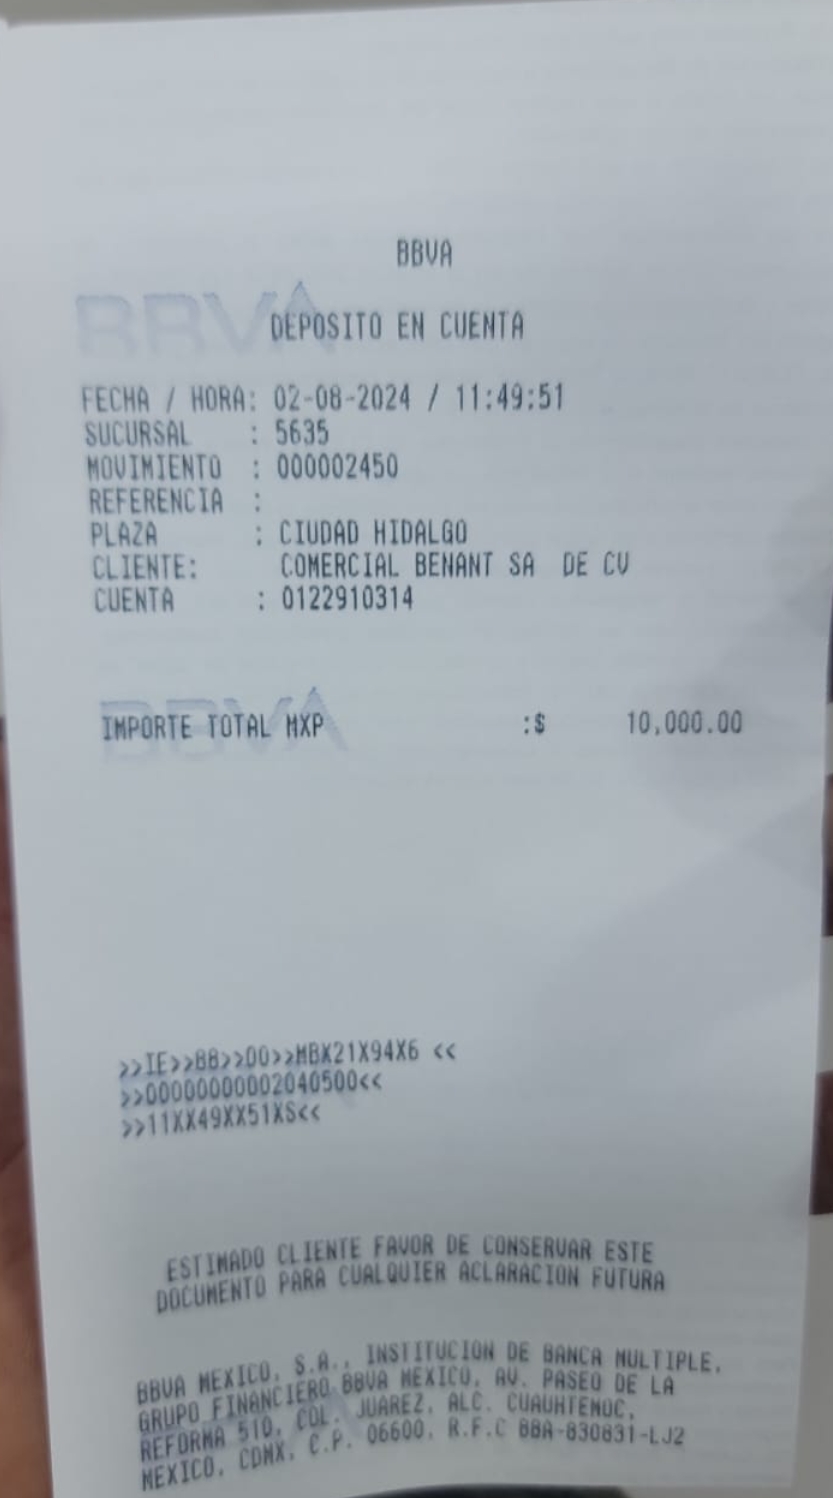 BBVA
BBVA
DEPOSITO EN CUENTA
FECHA / HORA: 02-08-2024 / 11:49:51
SUCURSAL : 5635
MOVIMIENTO : 000002450
REFERENCIA :
PLAZA : CIUDAD HIDALGO
CLIENTE: COMERCIAL BENANT SA DE CV
CUENTA : 0122910314
BBVA
IMPORTE TOTAL MXP :$ 10,000.00
>>IE>>88>>00>>MBX21X94X6 <<
>>00000000002040500<<
>>11XX49XX51XS<<
ESTIMADO CLIENTE FAVOR DE CONSERVAR ESTE
DOCUMENTO PARA CUALQUIER ACLARACION FUTURA
BBVA MEXICO, S.A., INSTITUCION DE BANCA MULTIPLE,
GRUPO FINANCIERO BBVA MEXICO, AV. PASEO DE LA
REFORMA 510, COL. JUAREZ, ALC. CUAUHTEMOC,
MEXICO, CDMX, C.P. 06600, R.F.C BBA-830831-LJ2